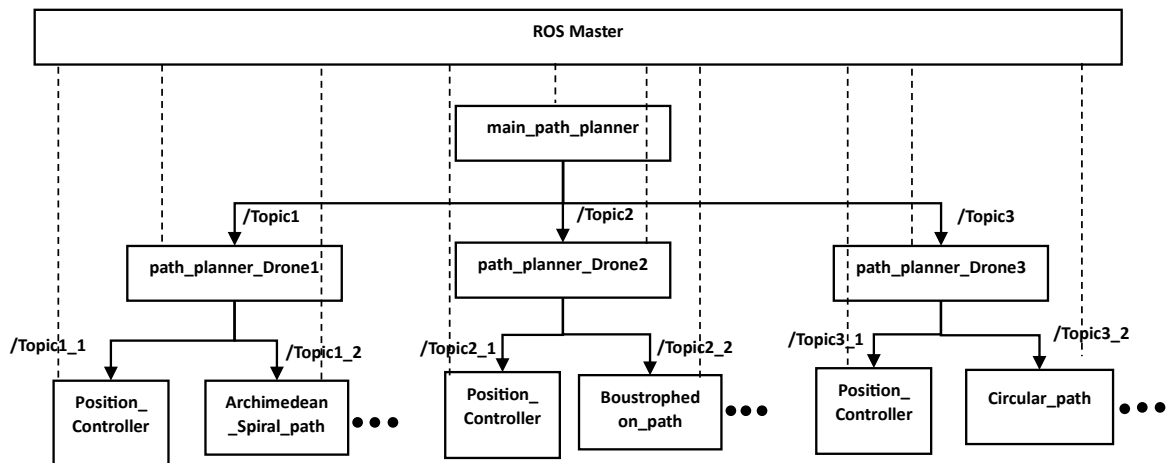 ROS Master
main_path_planner
/Topic1
/Topic2
/Topic3
path_planner_Drone1
path_planner_Drone2
path_planner_Drone3
/Topic1_1
/Topic1_2
/Topic2_1
/Topic2_2
/Topic3_1
/Topic3_2
Position_
Controller
Archimedean
_Spiral_path
Position_
Controller
Boustrophed
on_path
Position_
Controller
Circular_path